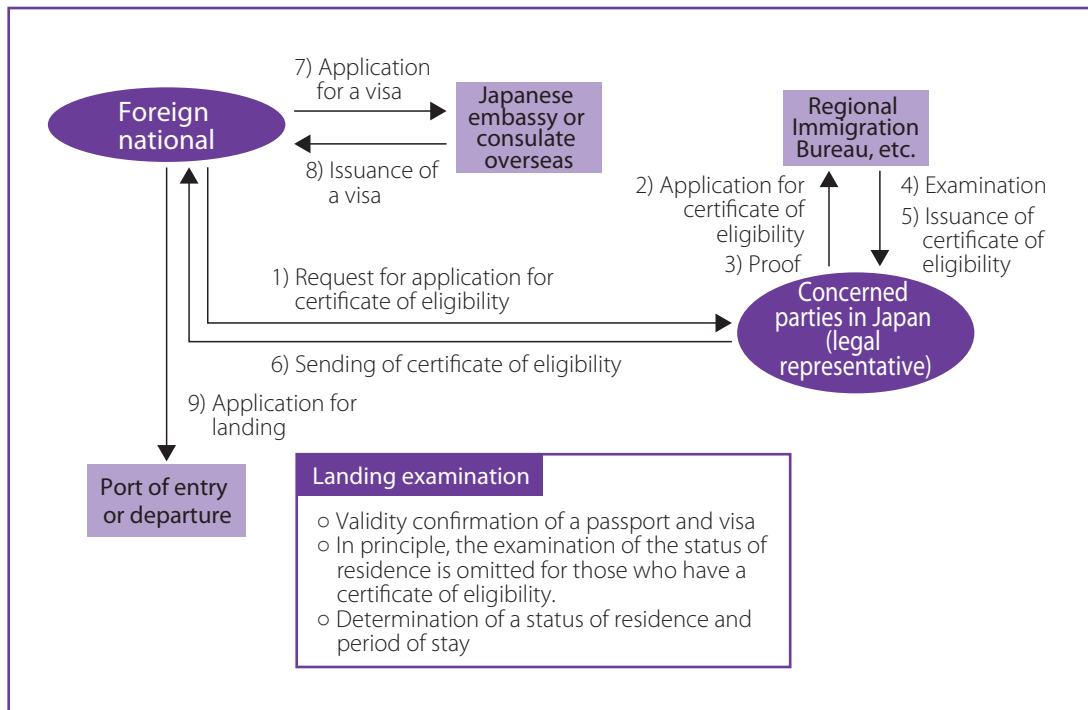 7) Application
for a visa
Foreign
national
Japanese
embassy or
consulate
overseas
8) Issuance of
a visa
Regional
Immigration
Bureau, etc.
2) Application for
certificate of
eligibility
3) Proof
4) Examination
5) Issuance of
certificate of
eligibility
1) Request for application for
certificate of eligibility
Concerned
parties in Japan
(legal
representative)
6) Sending of certificate of eligibility
9) Application for
landing
Port of entry
or departure
Landing examination
○ Validity confirmation of a passport and visa
○ In principle, the examination of the status of
residence is omitted for those who have a
certificate of eligibility.
○ Determination of a status of residence and
period of stay